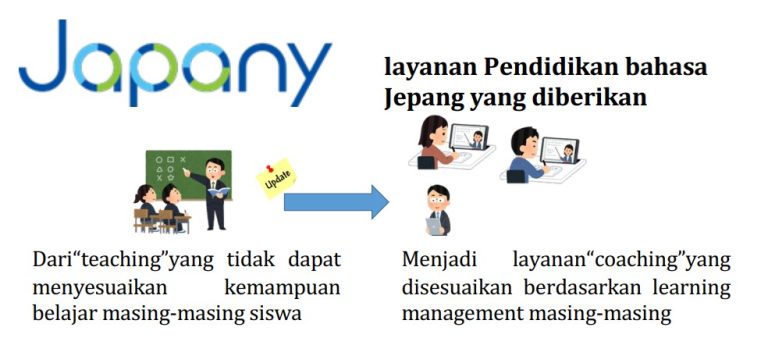 Japany
layanan Pendidikan bahasa
Jepang yang diberikan
Update
Dari“teaching”yang tidak dapat
menyesuaikan kemampuan
belajar masing-masing siswa
Menjadi layanan“coaching”yang
disesuaikan berdasarkan learning
management masing-masing